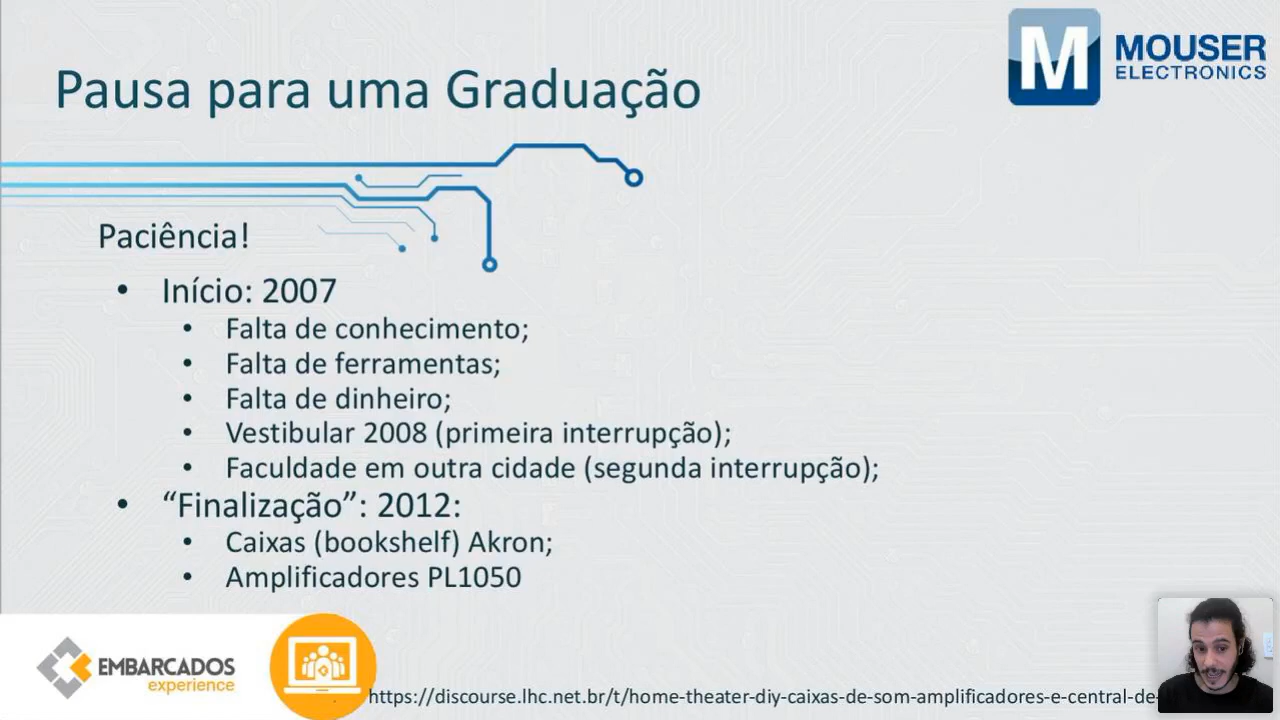 Pausa para uma Graduação
M MOUSER
ELECTRONICS
Paciência!
• Início: 2007
• Falta de conhecimento;
• Falta de ferramentas;
• Falta de dinheiro;
• Vestibular 2008 (primeira interrupção);
• Faculdade em outra cidade (segunda interrupção);
• “Finalização”: 2012:
• Caixas (bookshelf) Akron;
• Amplificadores PL1050
EMBARCADOS
experience
https://discourse.lhc.net.br/t/home-theater-diy-caixas-de-som-amplificadores-e-central-de-